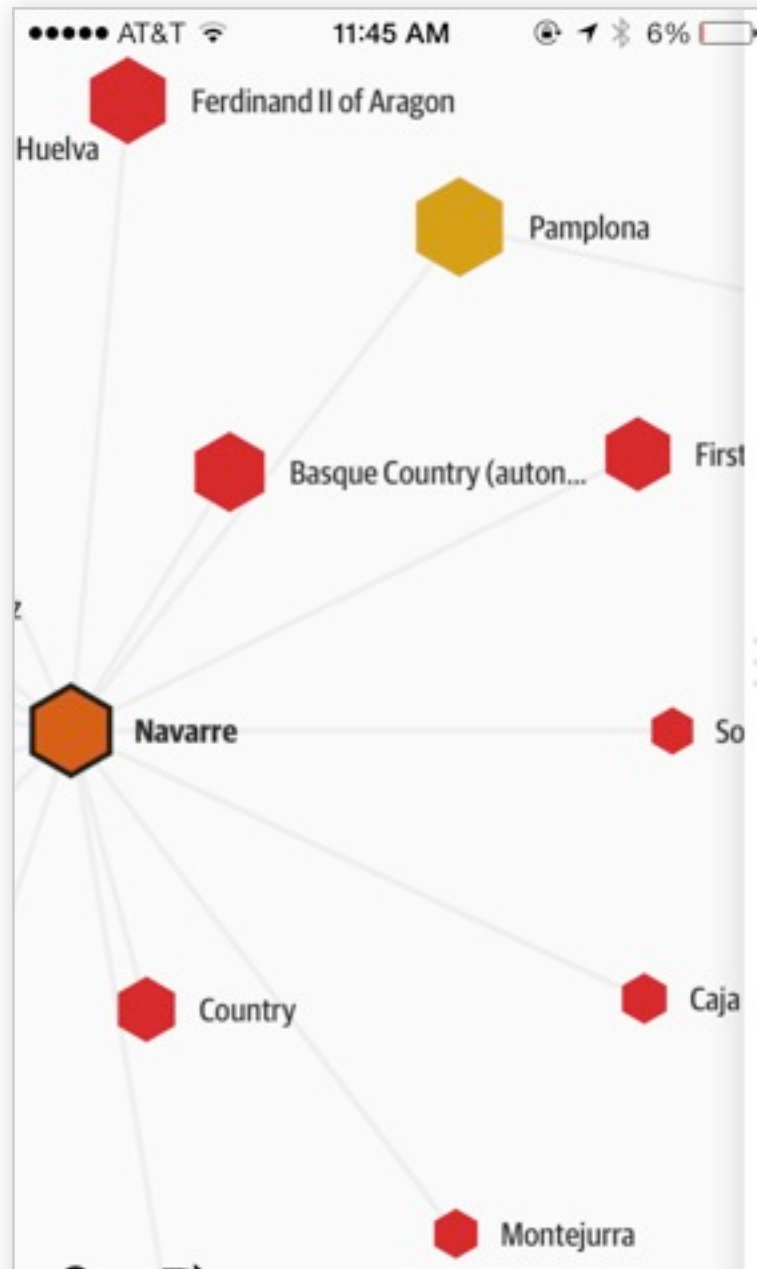 AT&T 11:45 AM 6%
Ferdinand II of Aragon
Huelva
Pamplona
Basque Country (auton...
First
z
Navarre
So
Caja
Country
Montejurra